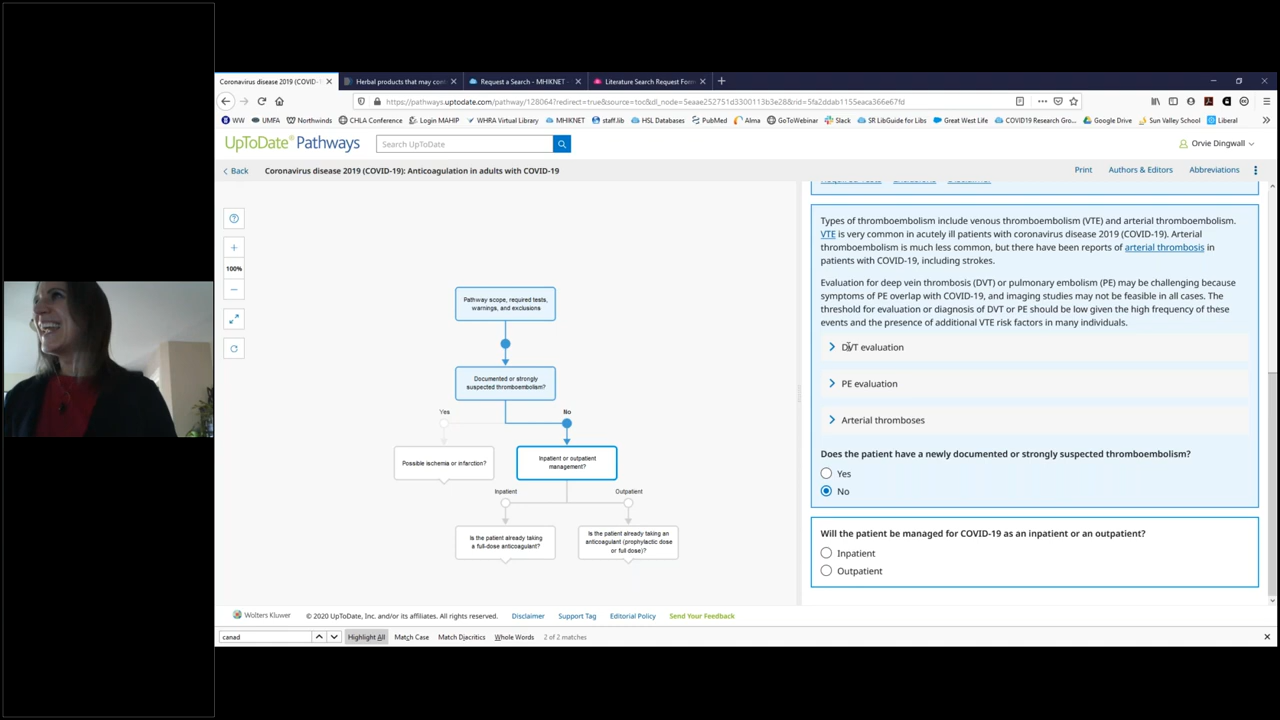 Coronavirus disease 2019 (COVID-1
Herbal products that may con
Request a Search - MHIKNET -
Literature Search Request Form
https://pathways.uptodate.com/pathway/128064?redirect=true&source=toc&dl_node=5eaae252751d3300113b3e28&rid=5fa2ddab1155eaca366e67fd
WW UMFA Northwinds CHLA Conference Login MAHIP WHRA Virtual Library MHIKNET staff.lib HSL Databases PubMed Alma GoToWebinar Slack SR LibGuide for Libs Great West Life COVID19 Research Gro... Google Drive Sun Valley School Liberal
UpToDate® Pathways
Search UpToDate
Orvie Dingwall
Back
Coronavirus disease 2019 (COVID-19): Anticoagulation in adults with COVID-19
Print
Authors & Editors
Abbreviations
100%
Pathway scope, required tests,
warnings, and exclusions
Documented or strongly
suspected thromboembolism?
Yes
No
Possible ischemia or infarction?
Inpatient or outpatient
management?
Inpatient
Outpatient
Is the patient already taking
a full-dose anticoagulant?
Is the patient already taking an
anticoagulant (prophylactic dose
or full dose)?
Types of thromboembolism include venous thromboembolism (VTE) and arterial thromboembolism.
VTE is very common in acutely ill patients with coronavirus disease 2019 (COVID-19). Arterial
thromboembolism is much less common, but there have been reports of arterial thrombosis in
patients with COVID-19, including strokes.
Evaluation for deep vein thrombosis (DVT) or pulmonary embolism (PE) may be challenging because
symptoms of PE overlap with COVID-19, and imaging studies may not be feasible in all cases. The
threshold for evaluation or diagnosis of DVT or PE should be low given the high frequency of these
events and the presence of additional VTE risk factors in many individuals.
DVT evaluation
PE evaluation
Arterial thromboses
Does the patient have a newly documented or strongly suspected thromboembolism?
Yes
No
Will the patient be managed for COVID-19 as an inpatient or an outpatient?
Inpatient
Outpatient
Wolters Kluwer
© 2020 UpToDate, Inc. and/or its affiliates. All rights reserved.
Disclaimer
Support Tag
Editorial Policy
Send Your Feedback
canad
Highlight All
Match Case
Match Diacritics
Whole Words
2 of 2 matches